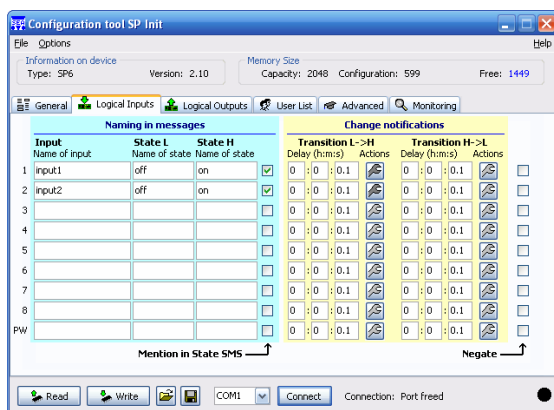 Configuration tool SP Init
File Options Help
Information on device Memory Size
Type: SP6 Version: 2.10 Capacity: 2048 Configuration: 599 Free: 1449
General Logical Inputs Logical Outputs User List Advanced Monitoring
Naming in messages Change notifications
Input State L State H Transition L->H Transition H->L
Name of input Name of state Name of state Delay (h:m:s) Actions Delay (h:m:s) Actions
1 input1 off on 0 : 0 : 0.1 0 : 0 : 0.1
2 input2 off on 0 : 0 : 0.1 0 : 0 : 0.1
3 0 : 0 : 0.1 0 : 0 : 0.1
4 0 : 0 : 0.1 0 : 0 : 0.1
5 0 : 0 : 0.1 0 : 0 : 0.1
6 0 : 0 : 0.1 0 : 0 : 0.1
7 0 : 0 : 0.1 0 : 0 : 0.1
8 0 : 0 : 0.1 0 : 0 : 0.1
PW 0 : 0 : 0.1 0 : 0 : 0.1
Mention in State SMS Negate
Read Write COM1 Connect Connection: Port freed